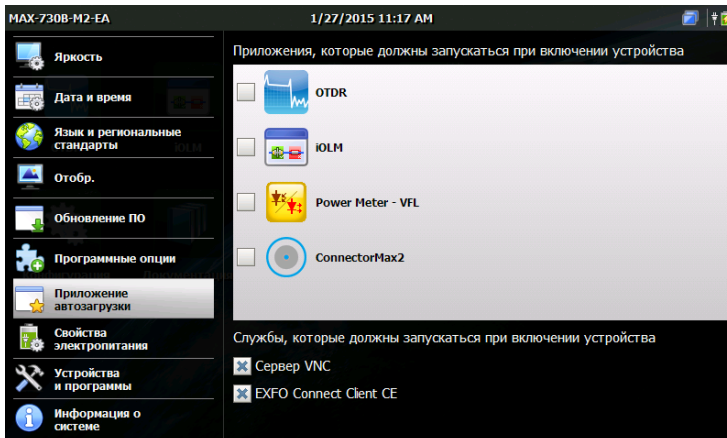 MAX-730B-M2-EA
1/27/2015 11:17 AM
Яркость
Дата и время
Язык и региональные
стандарты
Отобр.
Обновление ПО
Программные опции
Приложение
автозагрузки
Свойства
электропитания
Устройства
и программы
Информация о
системе
Приложения, которые должны запускаться при включении устройства
OTDR
iOLM
Power Meter - VFL
ConnectorMax2
Службы, которые должны запускаться при включении устройства
Сервер VNC
EXFO Connect Client CE